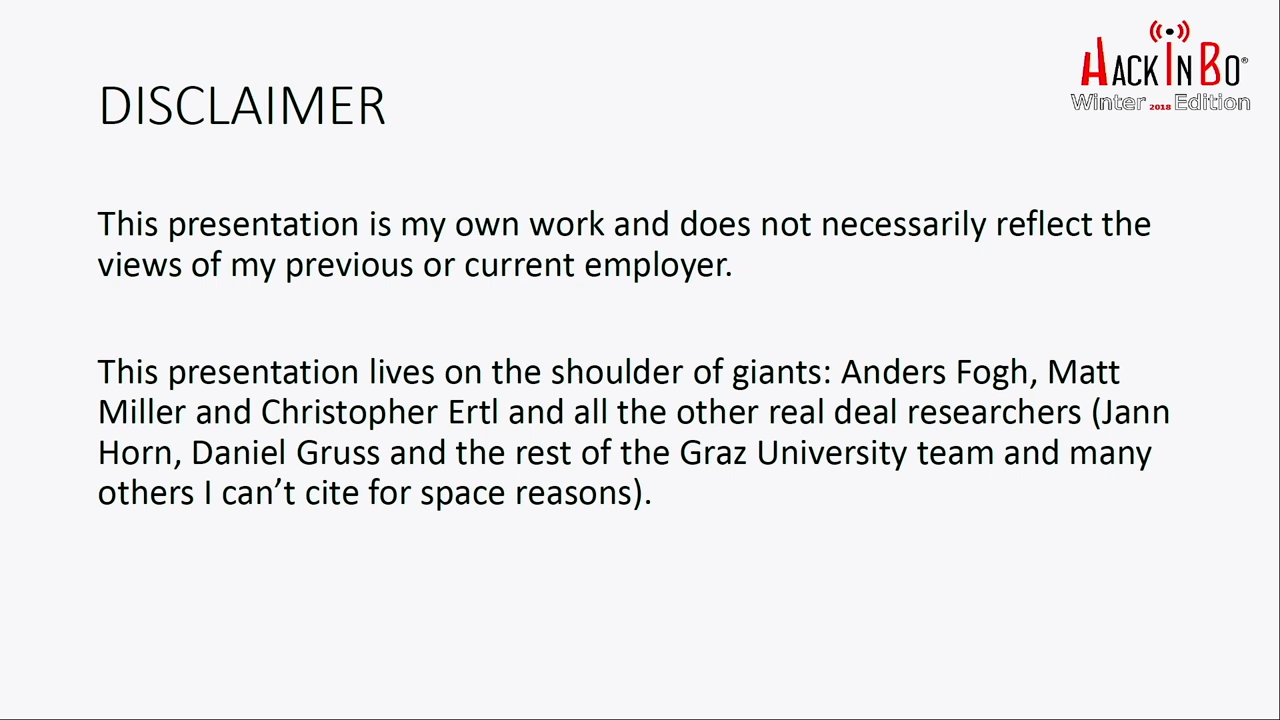 HACKINBO®
Winter 2018 Edition
DISCLAIMER
This presentation is my own work and does not necessarily reflect the
views of my previous or current employer.
This presentation lives on the shoulder of giants: Anders Fogh, Matt
Miller and Christopher Ertl and all the other real deal researchers (Jann
Horn, Daniel Gruss and the rest of the Graz University team and many
others I can’t cite for space reasons).